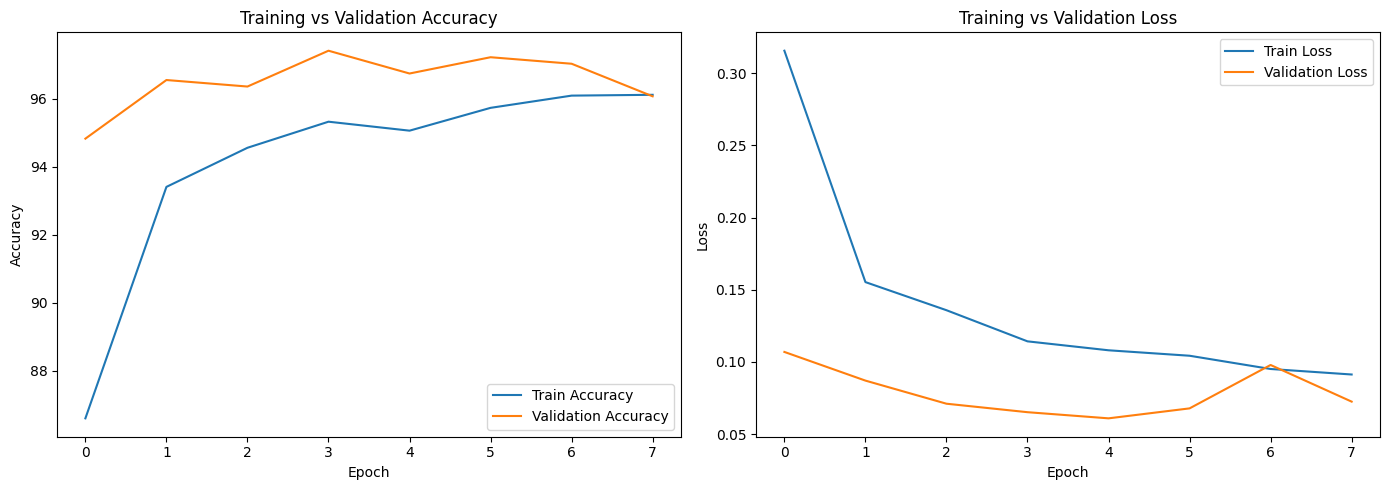 Training vs Validation Accuracy
Accuracy
96
94
92
90
88
0 1 2 3 4 5 6 7
Epoch
Train Accuracy
Validation Accuracy
Training vs Validation Loss
Loss
0.30
0.25
0.20
0.15
0.10
0.05
0 1 2 3 4 5 6 7
Epoch
Train Loss
Validation Loss